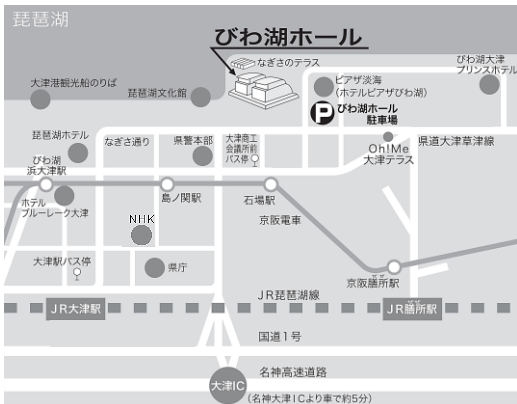 琵琶湖
びわ湖ホール
なぎさのテラス
びわ湖大津
プリンスホテル
大津港観光船のりば
琵琶湖文化館
ピアザ淡海
(ホテルピアザびわ湖)
P
びわ湖ホール
駐車場
琵琶湖ホテル
なぎさ通り
県警本部
大津商工
会議所前
バス停
Oh!Me
大津テラス
県道大津草津線
びわ湖
浜大津駅
ホテル
ブルーレーク大津
島ノ関駅
石場駅
京阪電車
NHK
大津駅バス停
県庁
京阪膳所駅
ぜぜ
JR琵琶湖線
JR大津駅
JR膳所駅
ぜぜ
国道1号
名神高速道路
大津IC
(名神大津ICより車で約5分)